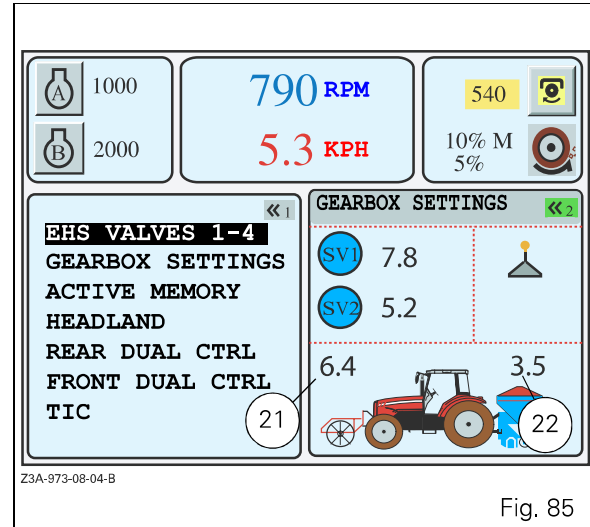 A 1000
B 2000
790 RPM
5.3 KPH
540
10% M
5%
«1
EHS VALVES 1-4
GEARBOX SETTINGS
ACTIVE MEMORY
HEADLAND
REAR DUAL CTRL
FRONT DUAL CTRL
TIC
GEARBOX SETTINGS «2
SV1 7.8
SV2 5.2
6.4 3.5
21 22
Z3A-973-08-04-B
Fig. 85